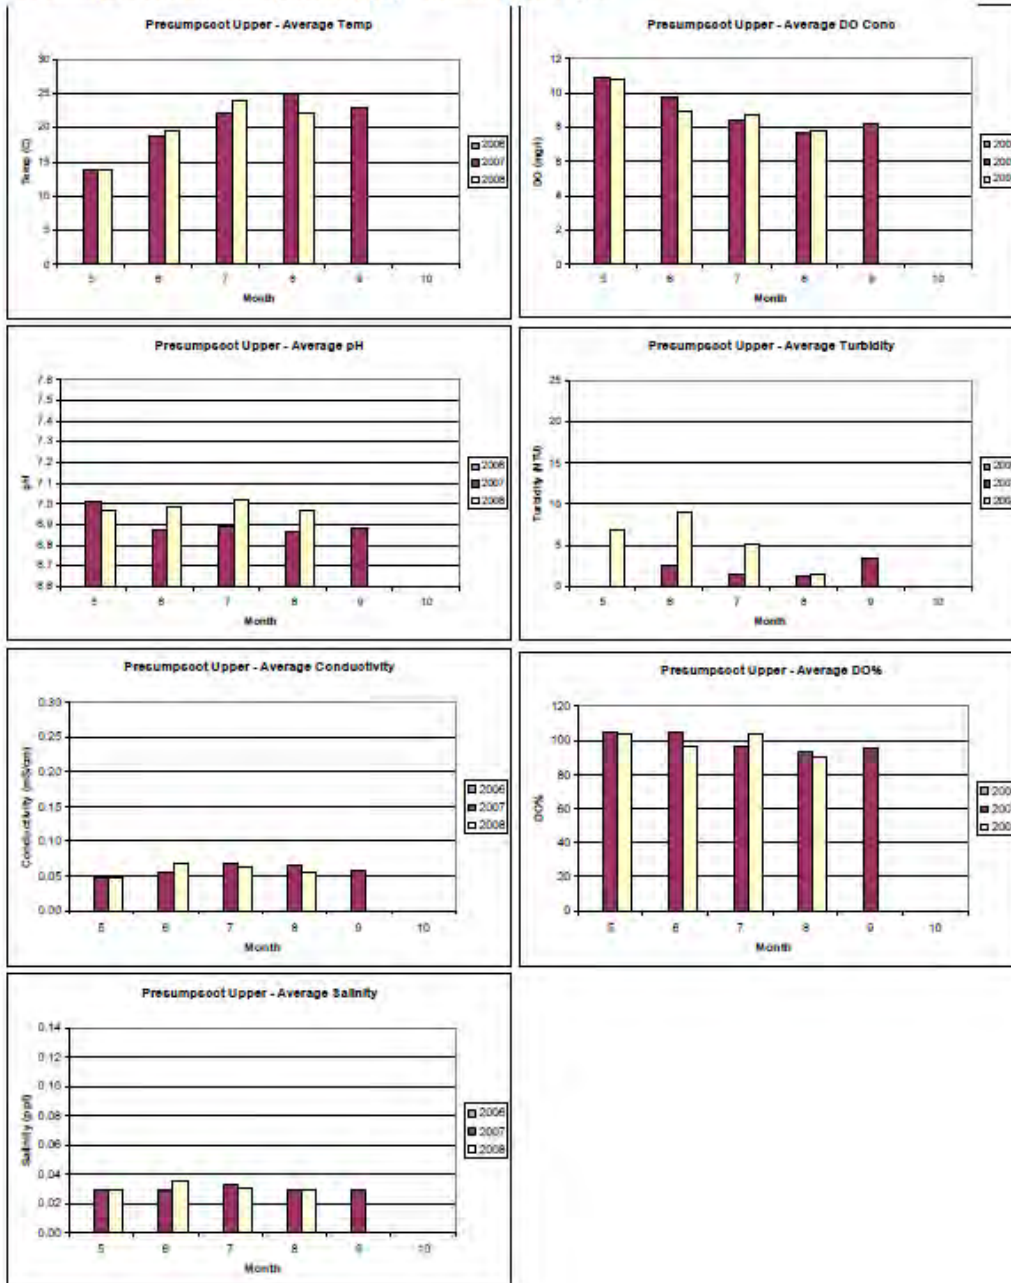 Presumpscot Upper - Average Temp
30
25
20
15
10
5
0
Temp (C)
5 6 7 8 9 10
Month
2006
2007
2008
Presumpscot Upper - Average DO Conc
12
10
8
6
4
2
0
DO (mg/l)
5 6 7 8 9 10
Month
200
200
200
Presumpscot Upper - Average pH
7.6
7.5
7.4
7.3
7.2
7.1
7.0
6.9
6.8
6.7
6.6
pH
5 6 7 8 9 10
Month
2006
2007
2008
Presumpscot Upper - Average Turbidity
25
20
15
10
5
0
Turbidity (NTU)
5 6 7 8 9 10
Month
200
200
200
Presumpscot Upper - Average Conductivity
0.30
0.25
0.20
0.15
0.10
0.05
0.00
Conductivity (mS/cm)
5 6 7 8 9 10
Month
2006
2007
2008
Presumpscot Upper - Average DO%
120
100
80
60
40
20
0
DO%
5 6 7 8 9 10
Month
200
200
200
Presumpscot Upper - Average Salinity
0.14
0.12
0.10
0.08
0.06
0.04
0.02
0.00
Salinity (ppt)
5 6 7 8 9 10
Month
2006
2007
2008